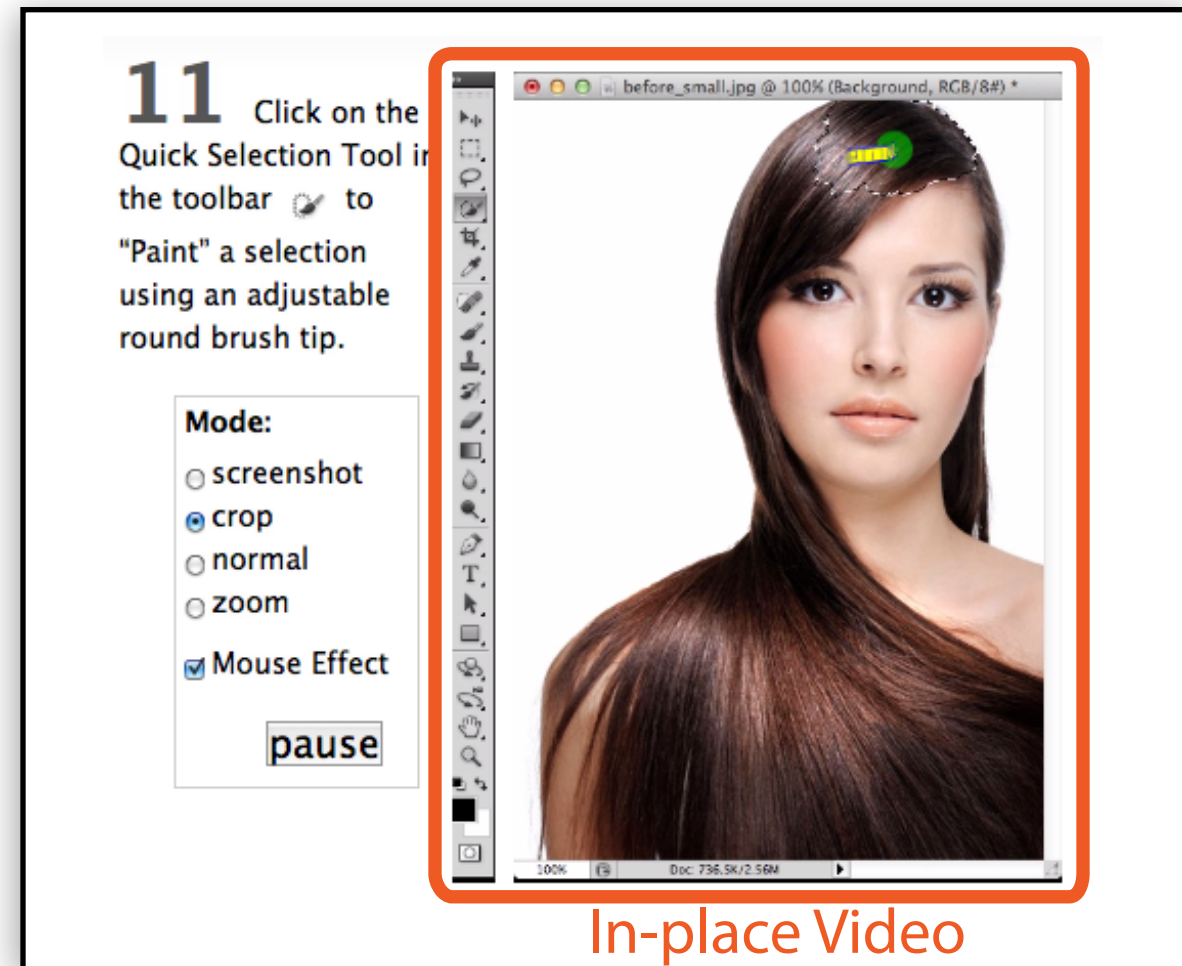 11 Click on the
Quick Selection Tool in
the toolbar to
“Paint” a selection
using an adjustable
round brush tip.
Mode:
screenshot
crop
normal
zoom
Mouse Effect
pause
before_small.jpg @ 100% (Background, RGB/8#) *
T
100% Doc: 736.5K/2.56M
In-place Video